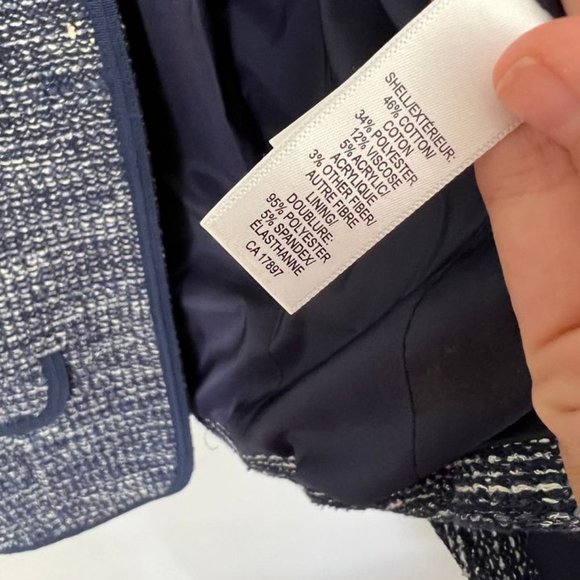 SHELL/EXTÉRIEUR:
46% COTTON/
COTON
34% POLYESTER
12% VISCOSE
5% ACRYLIC/
ACRYLIQUE
3% OTHER FIBER/
AUTRE FIBRE
LINING/
DOUBLURE:
95% POLYESTER
5% SPANDEX/
ÉLASTHANNE
CA 17897